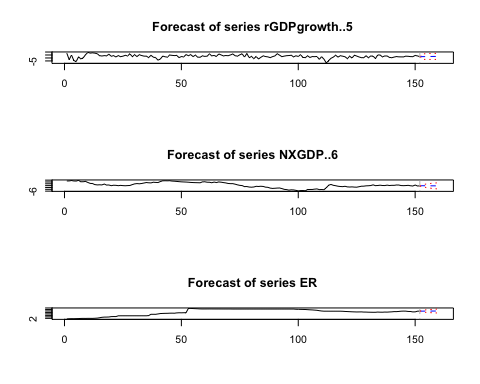 Forecast of series rGDPgrowth..5
-5
0 50 100 150
Forecast of series NXGDP..6
-6
0 50 100 150
Forecast of series ER
2
0 50 100 150